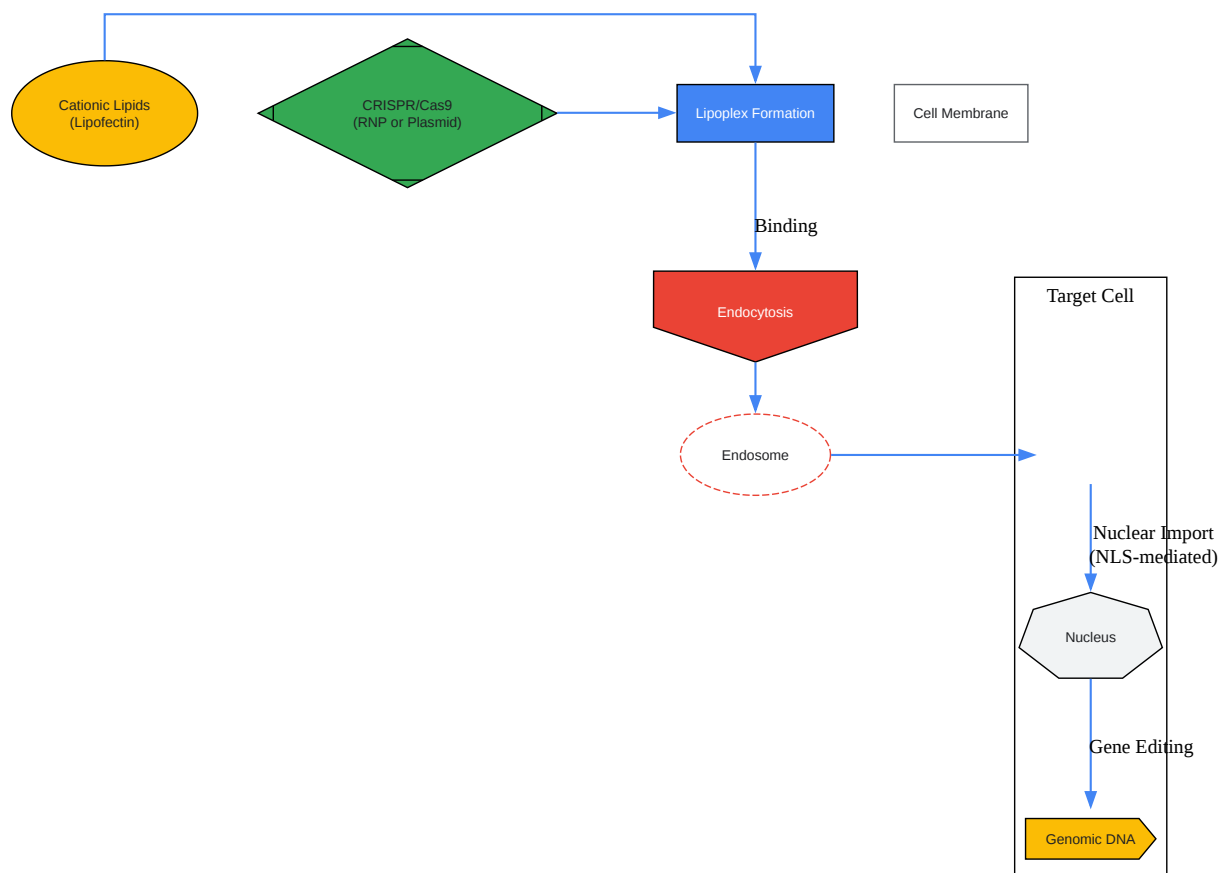 Cationic Lipids
(Lipofectin)
CRISPR/Cas9
(RNP or Plasmid)
Lipoplex Formation
Cell Membrane
Binding
Endocytosis
Target Cell
Endosome
Nuclear Import
(NLS-mediated)
Nucleus
Gene Editing
Genomic DNA